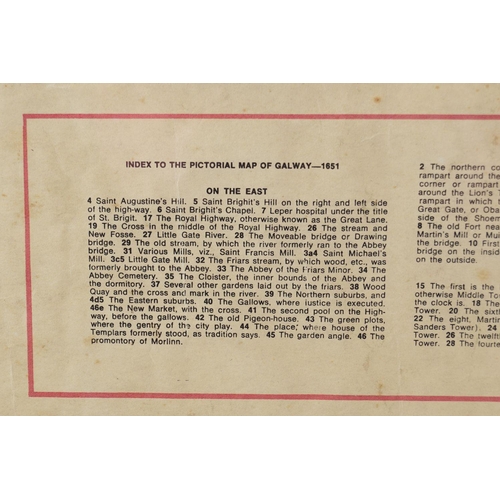 INDEX TO THE PICTORIAL MAP OF GALWAY—1651
ON THE EAST
4 Saint Augustine's Hill. 5 Saint Brighit's Hill on the right and left side
of the high-way. 6 Saint Brighit's Chapel. 7 Leper hospital under the title
of St. Brigit. 17 The Royal Highway, otherwise known as the Great Lane.
19 The Cross in the middle of the Royal Highway. 26 The stream and
New Fosse. 27 Little Gate River. 28 The Moveable bridge or Drawing
bridge. 29 The old stream, by which the river formerly ran to the Abbey
bridge. 31 Various Mills, viz., Saint Francis Mill. 3a4 Saint Michael's
Mill. 3c5 Little Gate Mill. 32 The Friars stream, by which wood, etc., was
formerly brought to the Abbey. 33 The Abbey of the Friars Minor. 34 The
Abbey Cemetery. 35 The Cloister, the inner bounds of the Abbey and
the dormitory. 37 Several other gardens laid out by the friars. 38 Wood
Quay and the cross or mark in the river. 39 The Northern suburbs, and
4d5 The Eastern suburbs. 40 The Gallows, where justice is executed.
46e The New Market, with the cross. 41 The second pool on the High-
way, before the gallows. 42 The old Pigeon-house. 43 The green plots,
where the gentry of the city play. 44 The place; where house of the
Templars formerly stood, as tradition says. 45 The garden angle. 46 The
promontory of Morlinn.
2 The northern co
rampart around the
corner or rampart
around the Lion's T
rampart in which t
Great Gate, or Osb
side of the Shoem
8 The old Fort nea
Martin's Mill or Mui
the bridge. 10 First
bridge on the insid
on the outside.
15 The first is the
otherwise Middle To
the clock is. 18 The
Tower. 20 The sixt
22 The eight, Martin
Sanders Tower). 24
Tower. 26 The twelft
Tower. 28 The fourte